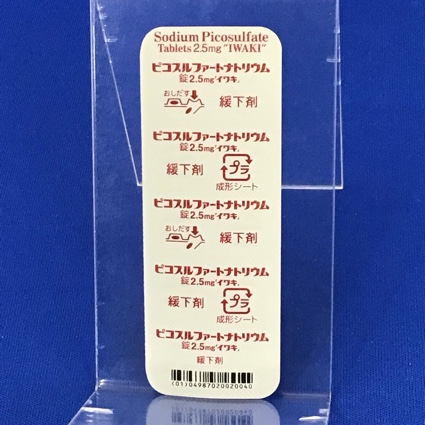 Sodium Picosulfate
Tablets 2.5mg "IWAKI"
ピコスルファートナトリウム
錠2.5mg「イワキ」
おしだす
緩下剤
ピコスルファートナトリウム
錠2.5mg「イワキ」
緩下剤
プラ
成形シート
ピコスルファートナトリウム
錠2.5mg「イワキ」
おしだす
緩下剤
ピコスルファートナトリウム
錠2.5mg「イワキ」
緩下剤
プラ
成形シート
ピコスルファートナトリウム
錠2.5mg「イワキ」
緩下剤
(01)04987020020040